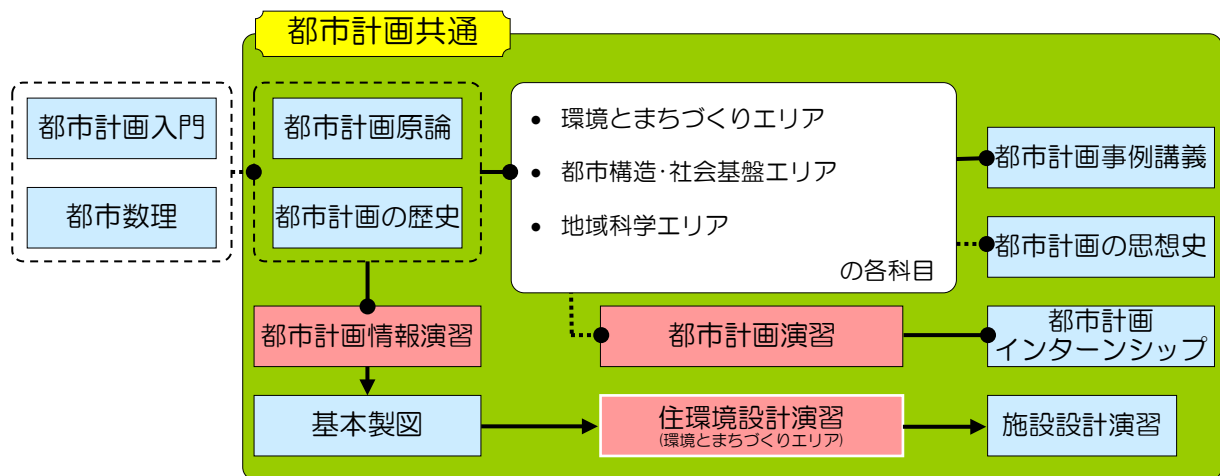 都市計画共通
都市計画入門
都市数理
都市計画原論
都市計画の歴史
• 環境とまちづくりエリア
• 都市構造・社会基盤エリア
• 地域科学エリア
の各科目
都市計画事例講義
都市計画の思想史
都市計画情報演習
都市計画演習
都市計画
インターンシップ
基本製図
住環境設計演習
(環境とまちづくりエリア)
施設設計演習